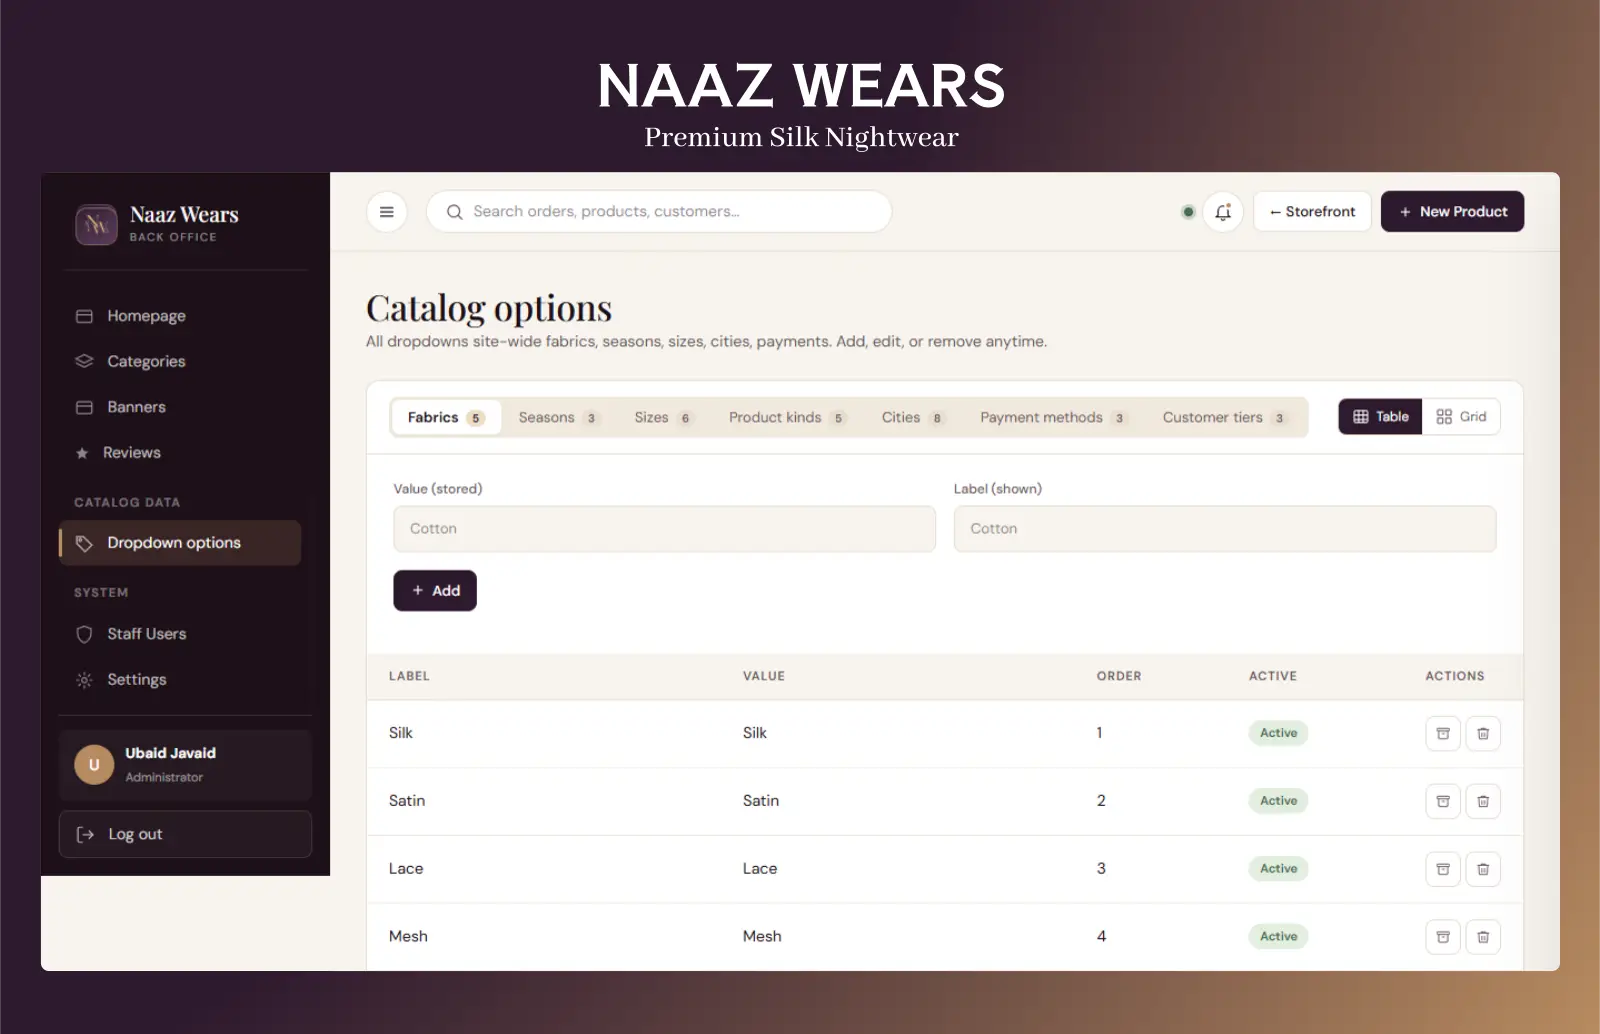 NAAZ WEARS
Premium Silk Nightwear
Naaz Wears
BACK OFFICE
Homepage
Categories
Banners
Reviews
CATALOG DATA
Dropdown options
SYSTEM
Staff Users
Settings
U
Ubaid Javaid
Administrator
Log out
Search orders, products, customers...
← Storefront
+ New Product
Catalog options
All dropdowns site-wide fabrics, seasons, sizes, cities, payments. Add, edit, or remove anytime.
Fabrics 5 Seasons 3 Sizes 6 Product kinds 5 Cities 8 Payment methods 3 Customer tiers 3
Table Grid
Value (stored) Label (shown)
Cotton Cotton
+ Add
LABEL VALUE ORDER ACTIVE ACTIONS
Silk Silk 1 Active
Satin Satin 2 Active
Lace Lace 3 Active
Mesh Mesh 4 Active